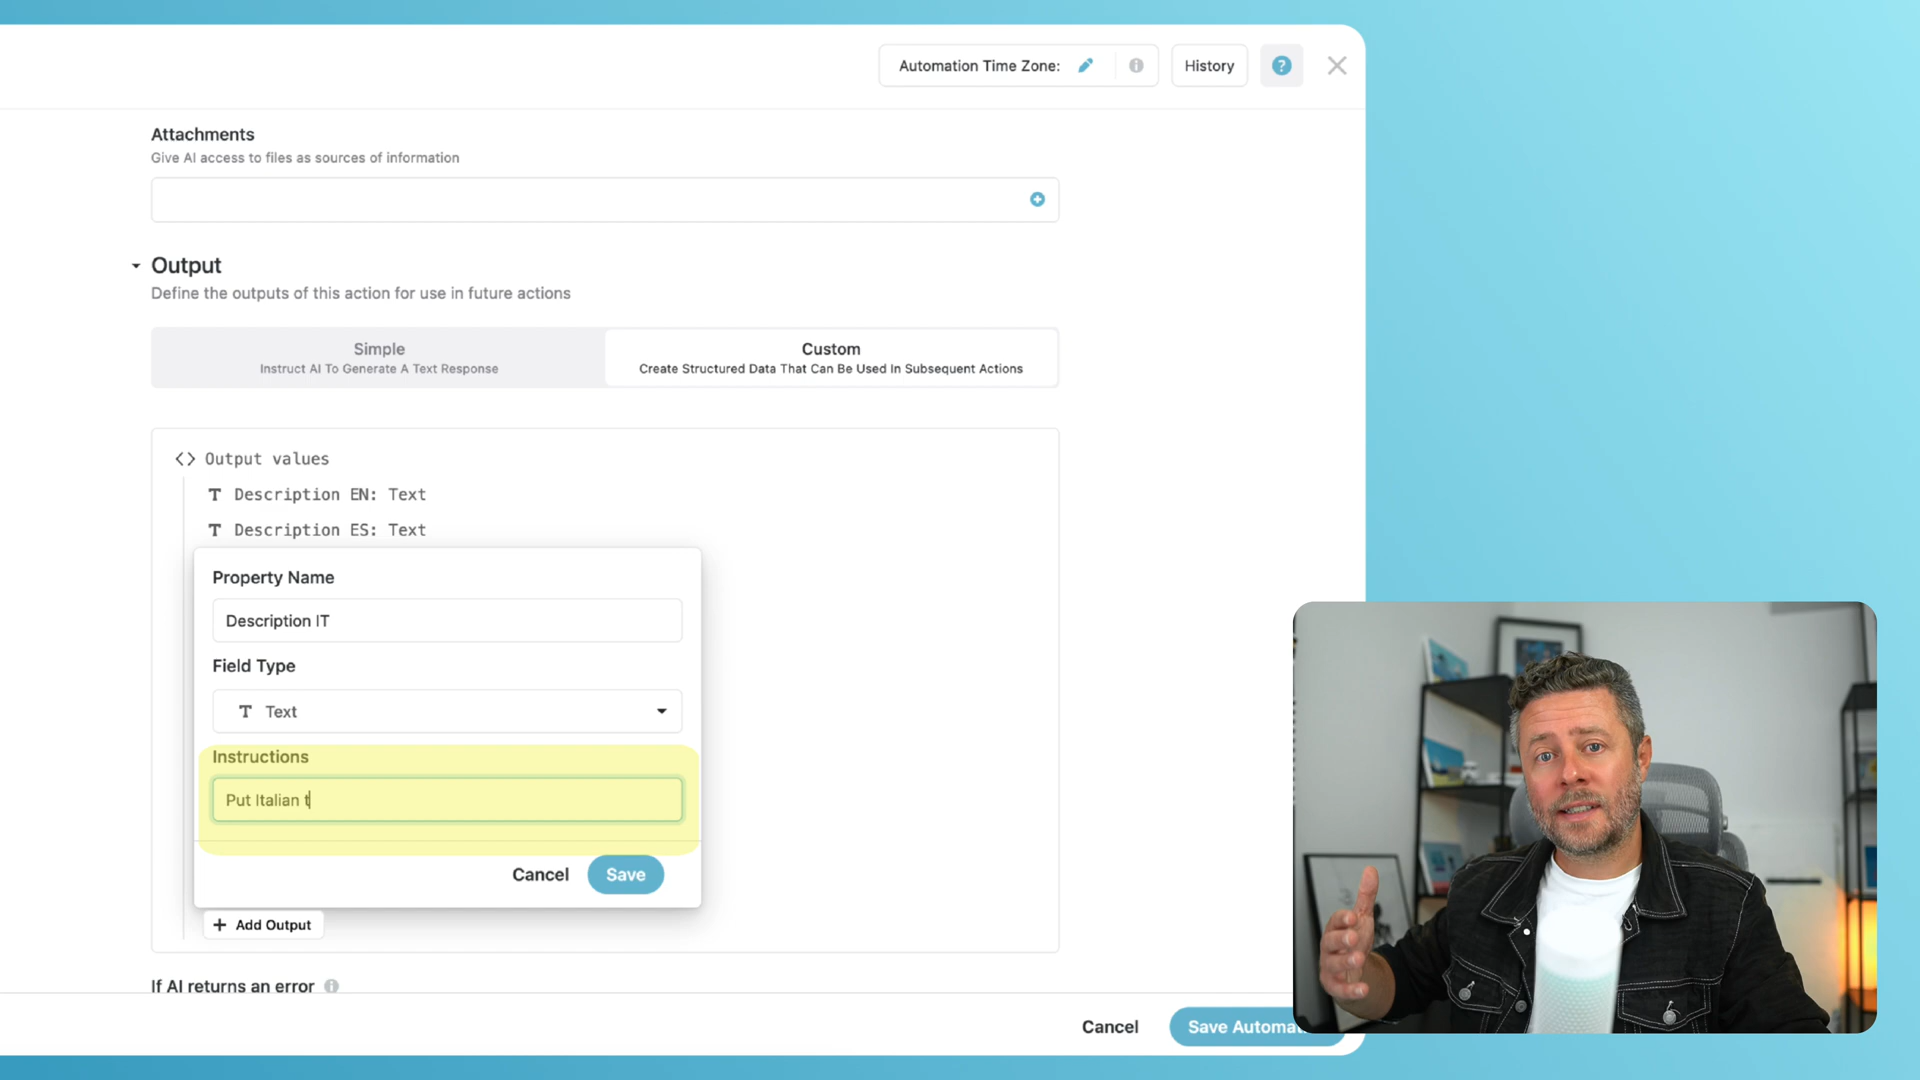 Automation Time Zone:
History
?
Attachments
Give AI access to files as sources of information
Output
Define the outputs of this action for use in future actions
Simple
Instruct AI To Generate A Text Response
Custom
Create Structured Data That Can Be Used In Subsequent Actions
<> Output values
T Description EN: Text
T Description ES: Text
Property Name
Description IT
Field Type
T Text
Instructions
Put Italian t
Cancel
Save
+ Add Output
If AI returns an error
Cancel
Save Automat